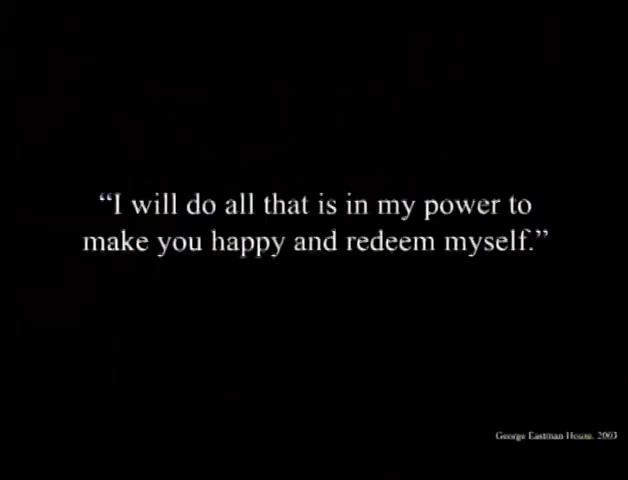 “I will do all that is in my power to
make you happy and redeem myself.”
George Eastman House. 2003